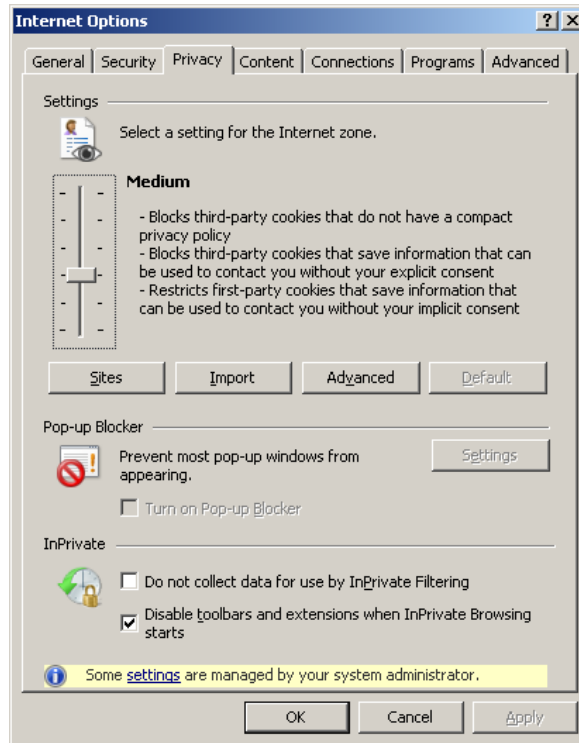 Internet Options
General Security Privacy Content Connections Programs Advanced
Settings
Select a setting for the Internet zone.
Medium
- Blocks third-party cookies that do not have a compact
privacy policy
- Blocks third-party cookies that save information that can
be used to contact you without your explicit consent
- Restricts first-party cookies that save information that
can be used to contact you without your implicit consent
Sites Import Advanced Default
Pop-up Blocker
Prevent most pop-up windows from
appearing.
Settings
Turn on Pop-up Blocker
InPrivate
Do not collect data for use by InPrivate Filtering
Disable toolbars and extensions when InPrivate Browsing
starts
Some settings are managed by your system administrator.
OK Cancel Apply